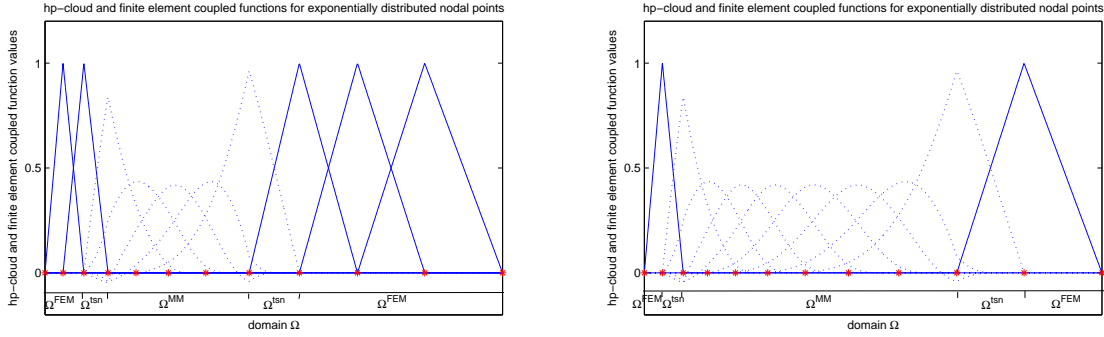 hp−cloud and finite element coupled functions for exponentially distributed nodal points
hp−cloud and finite element coupled function values
1
0.5
0
Ω^FEM Ω^tsn Ω^MM Ω^tsn Ω^FEM
domain Ω
hp−cloud and finite element coupled functions for exponentially distributed nodal points
hp−cloud and finite element coupled function values
1
0.5
0
Ω^FEM Ω^tsn Ω^MM Ω^tsn Ω^FEM
domain Ω